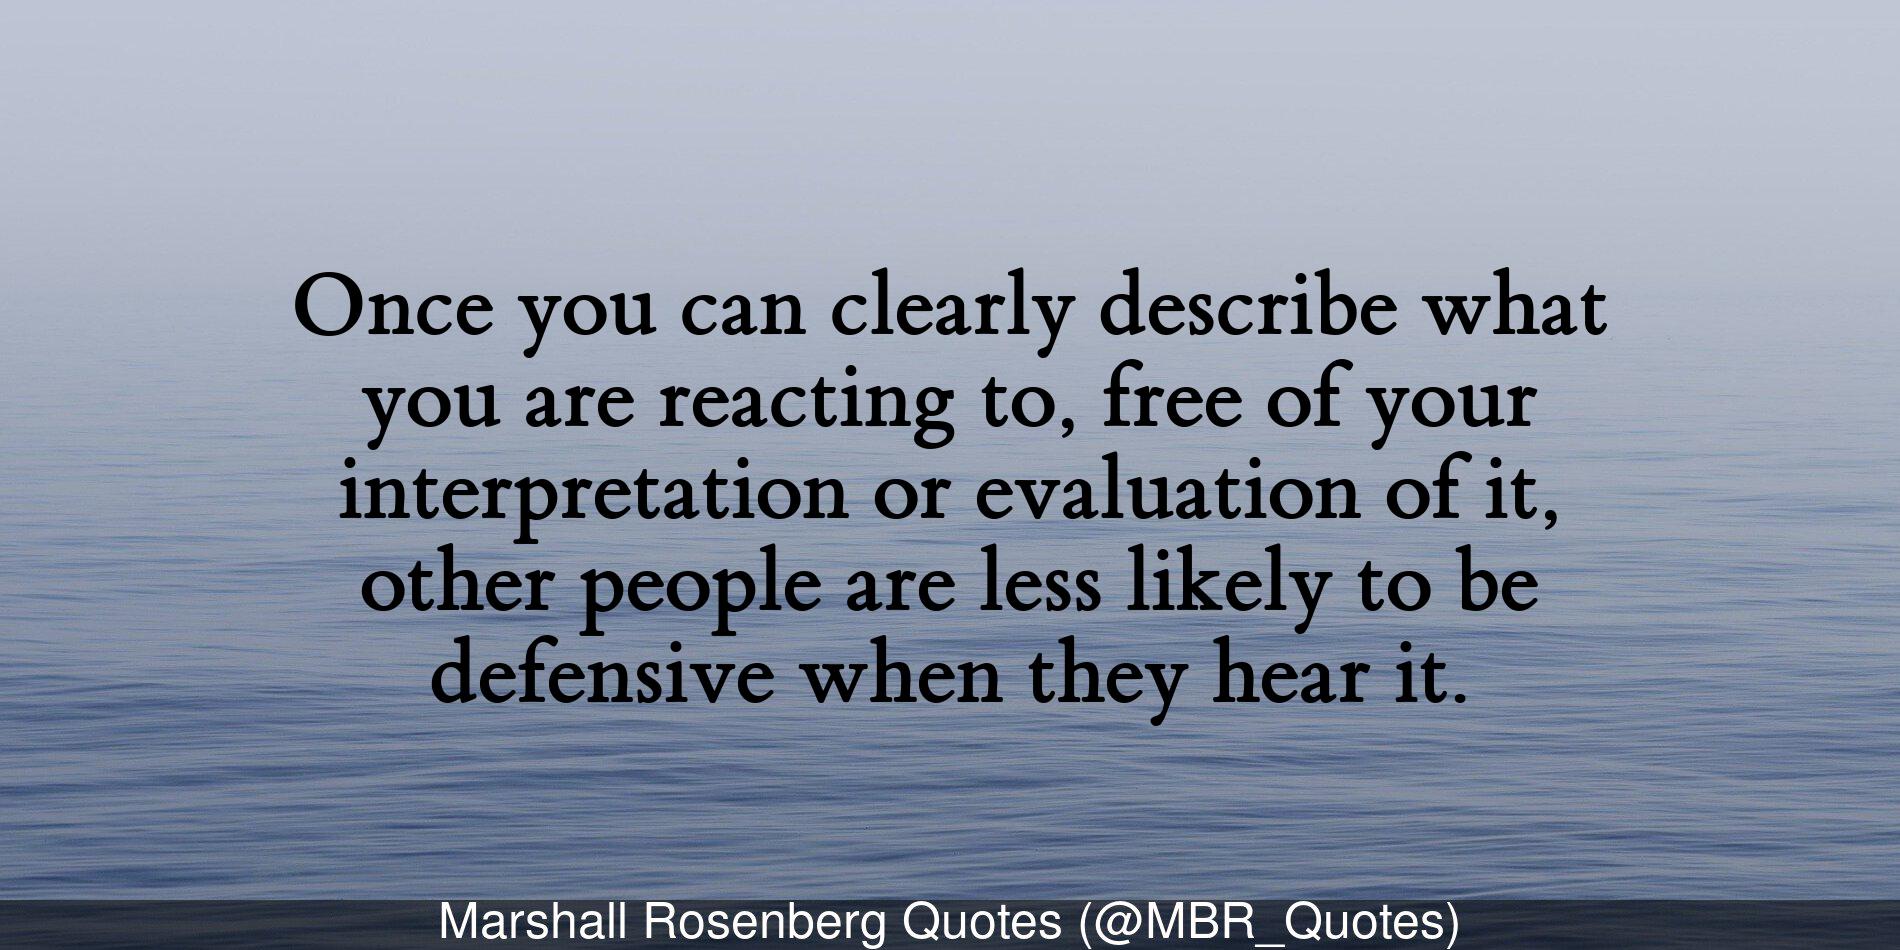 Once you can clearly describe what
you are reacting to, free of your
interpretation or evaluation of it,
other people are less likely to be
defensive when they hear it.
Marshall Rosenberg Quotes (@MBR_Quotes)